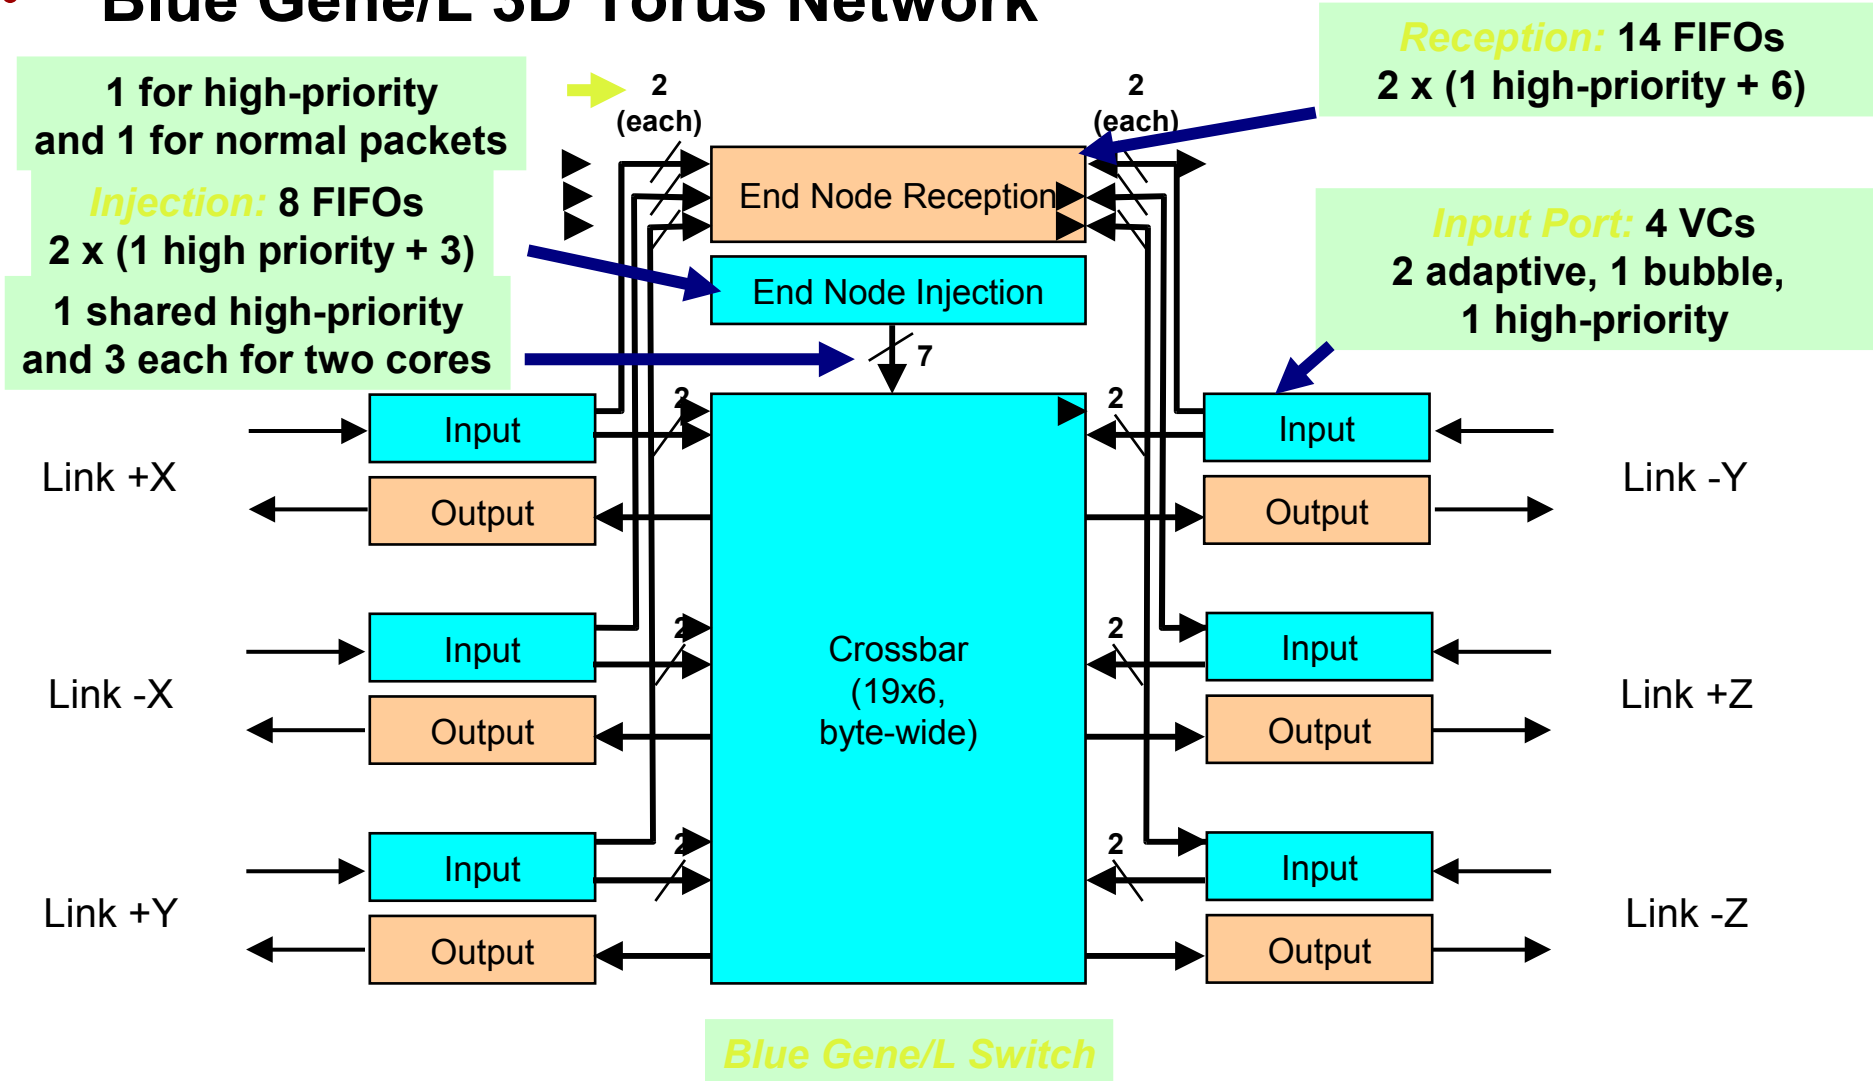 Blue Gene/L 3D Torus Network
Reception: 14 FIFOs
2 x (1 high-priority + 6)
1 for high-priority
and 1 for normal packets
2
(each)
2
(each)
Injection: 8 FIFOs
2 x (1 high priority + 3)
1 shared high-priority
and 3 each for two cores
End Node Reception
End Node Injection
7
Input Port: 4 VCs
2 adaptive, 1 bubble,
1 high-priority
Link +X
Input
Output
2
2
Input
Output
Link -Y
Link -X
Input
Output
2
Crossbar
(19x6,
byte-wide)
2
Input
Output
Link +Z
Link +Y
Input
Output
2
2
Input
Output
Link -Z
Blue Gene/L Switch